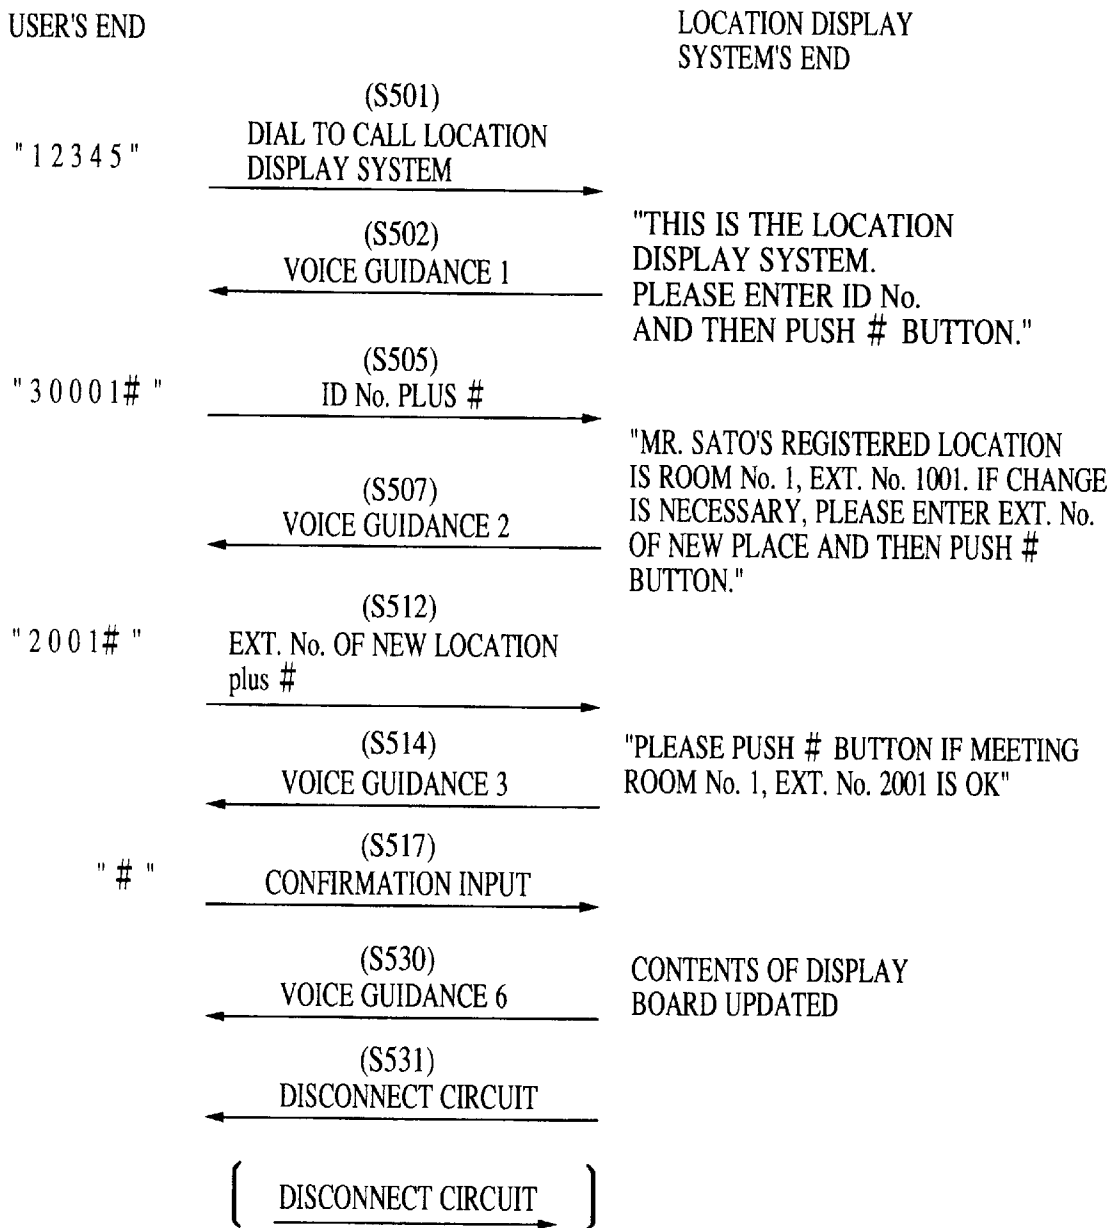 USER'S END
LOCATION DISPLAY
SYSTEM'S END
(S501)
"12345"
DIAL TO CALL LOCATION
DISPLAY SYSTEM
(S502)
VOICE GUIDANCE 1
"THIS IS THE LOCATION
DISPLAY SYSTEM.
PLEASE ENTER ID No.
AND THEN PUSH # BUTTON."
(S505)
"30001# "
ID No. PLUS #
(S507)
VOICE GUIDANCE 2
"MR. SATO'S REGISTERED LOCATION
IS ROOM No. 1, EXT. No. 1001. IF CHANGE
IS NECESSARY, PLEASE ENTER EXT. No.
OF NEW PLACE AND THEN PUSH #
BUTTON."
(S512)
"2001# "
EXT. No. OF NEW LOCATION
plus #
(S514)
VOICE GUIDANCE 3
"PLEASE PUSH # BUTTON IF MEETING
ROOM No. 1, EXT. No. 2001 IS OK"
(S517)
" # "
CONFIRMATION INPUT
(S530)
VOICE GUIDANCE 6
CONTENTS OF DISPLAY
BOARD UPDATED
(S531)
DISCONNECT CIRCUIT
DISCONNECT CIRCUIT